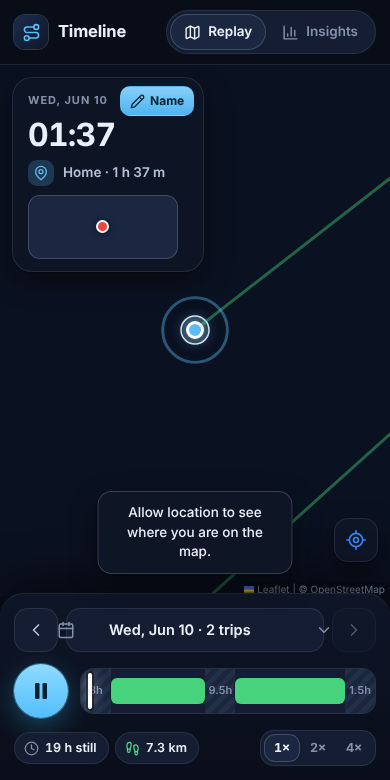 Timeline
Replay
Insights
WED, JUN 10
Name
01:37
Home · 1 h 37 m
Allow location to see
where you are on the
map.
Leaflet | © OpenStreetMap
Wed, Jun 10 · 2 trips
9.5h
1.5h
19 h still
7.3 km
1×
2×
4×